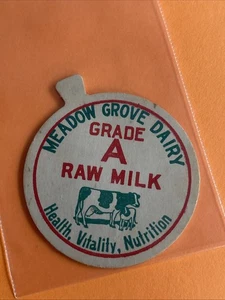 MEADOW GROVE DAIRY
GRADE
A
RAW MILK
Health, Vitality, Nutrition